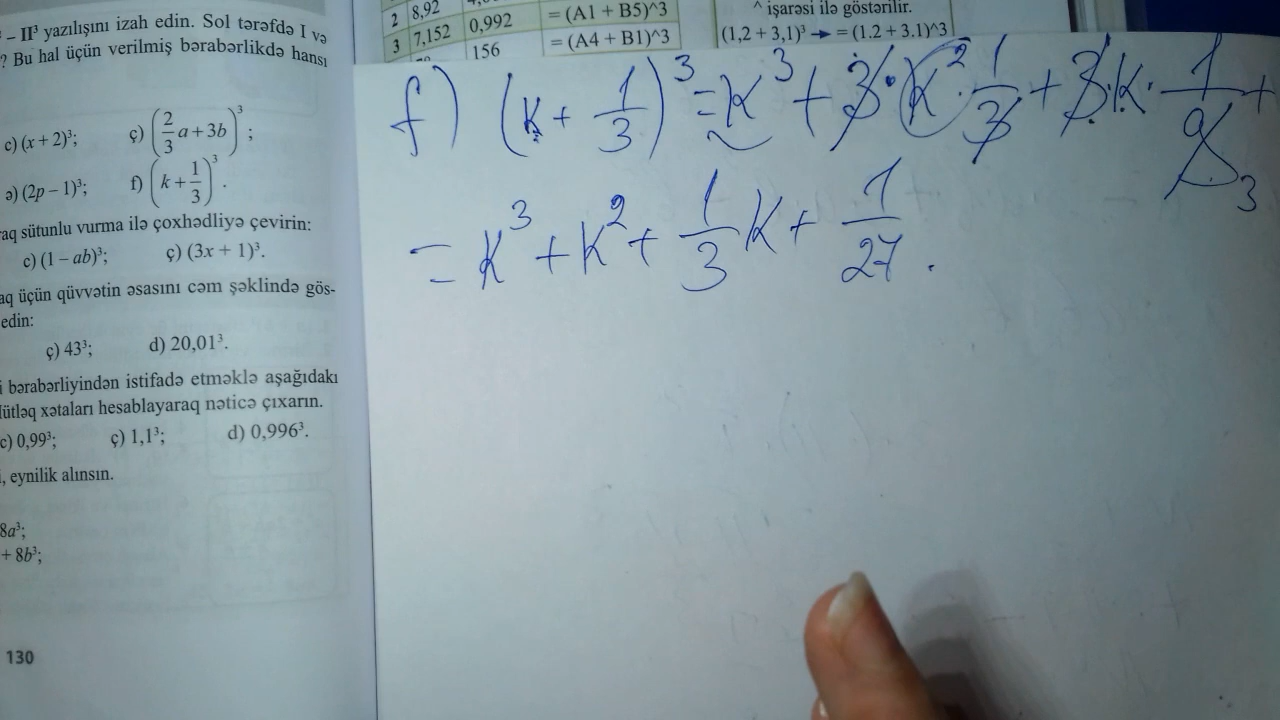 – II³ yazılışını izah edin. Sol tərəfdə I və
? Bu hal üçün verilmiş bərabərlikdə hansı
c) (x + 2)³; ç) (2/3 a + 3b)³;
ə) (2p – 1)³; f) (k + 1/3)³.
sütunlu vurma ilə çoxhədliyə çevirin:
c) (1 – ab)³; ç) (3x + 1)³.
üçün qüvvətin əsasını cəm şəklində gös-
edin:
ç) 43³; d) 20,01³.
bərabərliyindən istifadə etməklə aşağıdakı
xətaları hesablayaraq nəticə çıxarın.
c) 0,99³; ç) 1,1³; d) 0,996³.
, eynilik alınsın.
8a³;
+ 8b³;
130
2 8,92
3 7,152 0,992 = (A1 + B5)^3
156 = (A4 + B1)^3
^ işarəsi ilə göstərilir.
(1,2 + 3,1)³ → = (1.2 + 3.1)^3
f) (k + 1/3)³ = k³ + 3 · k² · 1/3 + 3 · k · 1/9 +
3
= k³ + k² + 1/3 k + 1/27 .